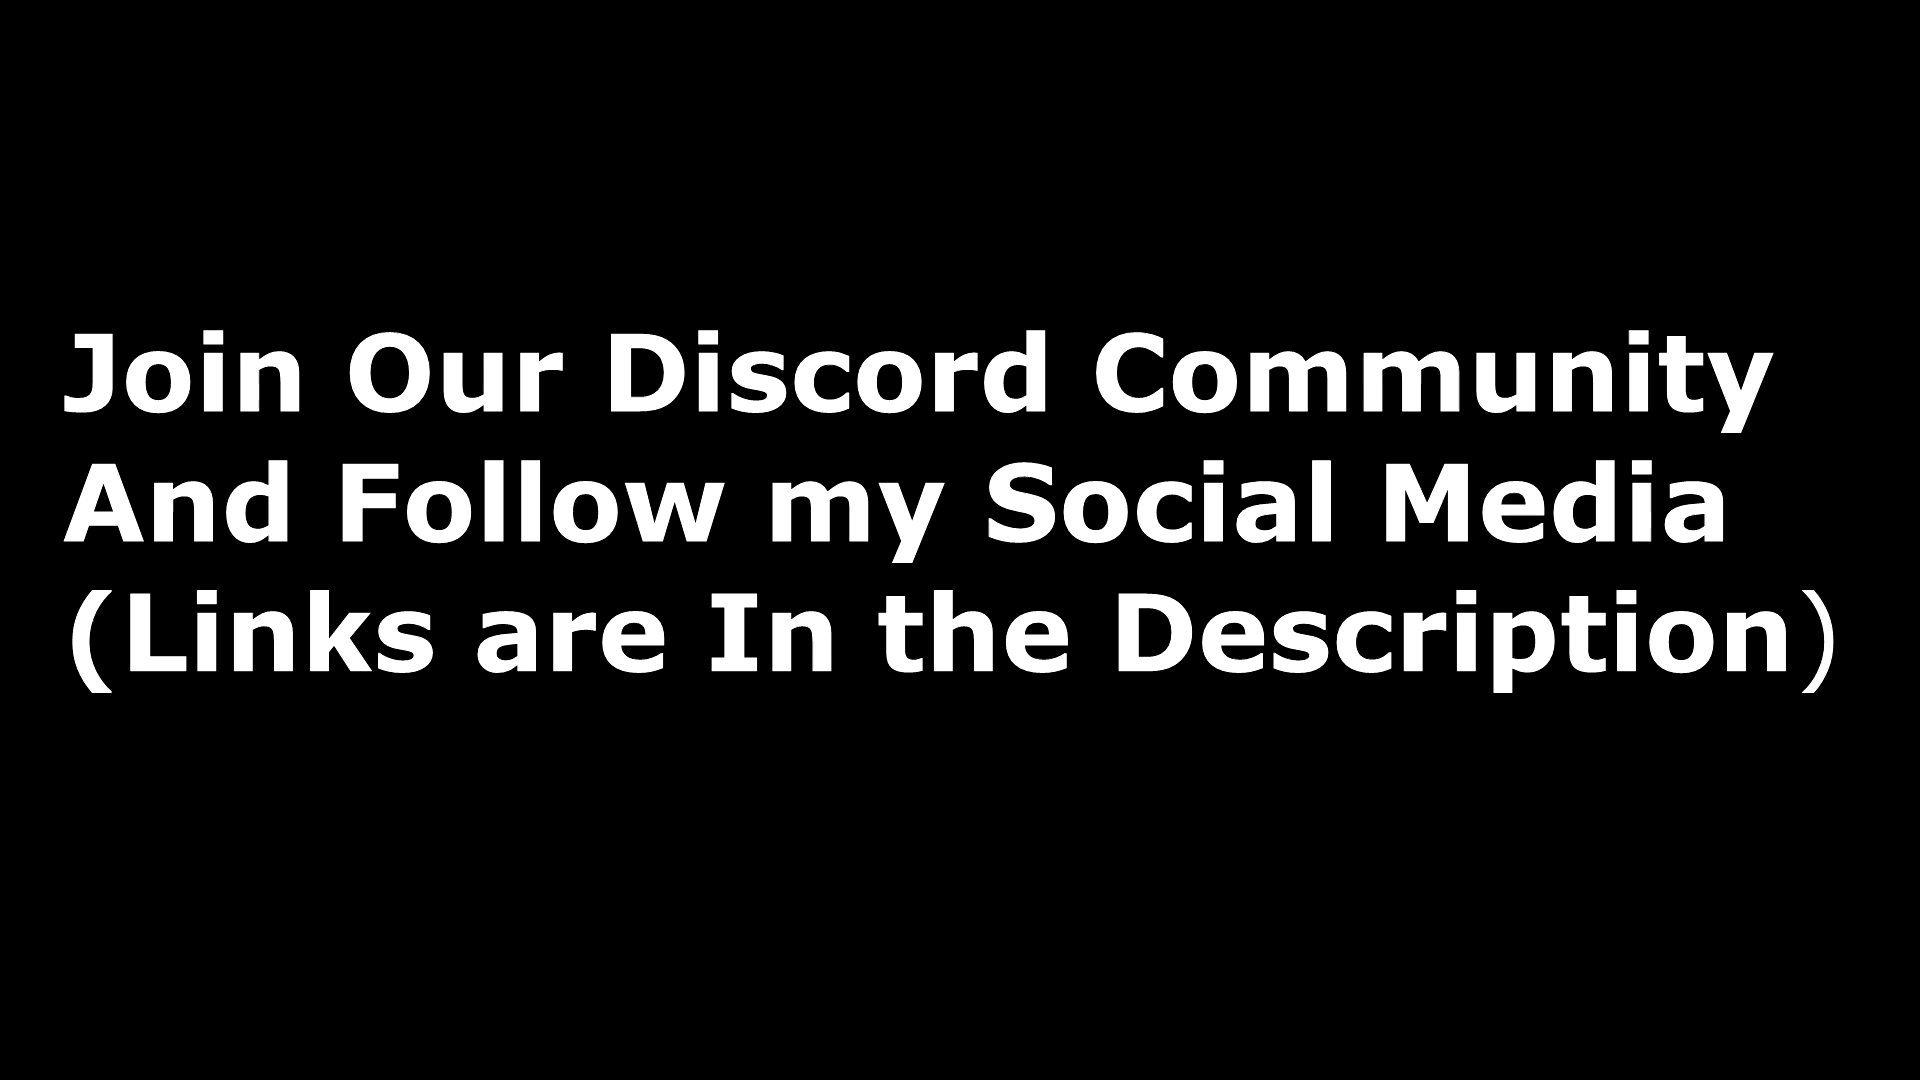 Join Our Discord Community
And Follow my Social Media
(Links are In the Description)